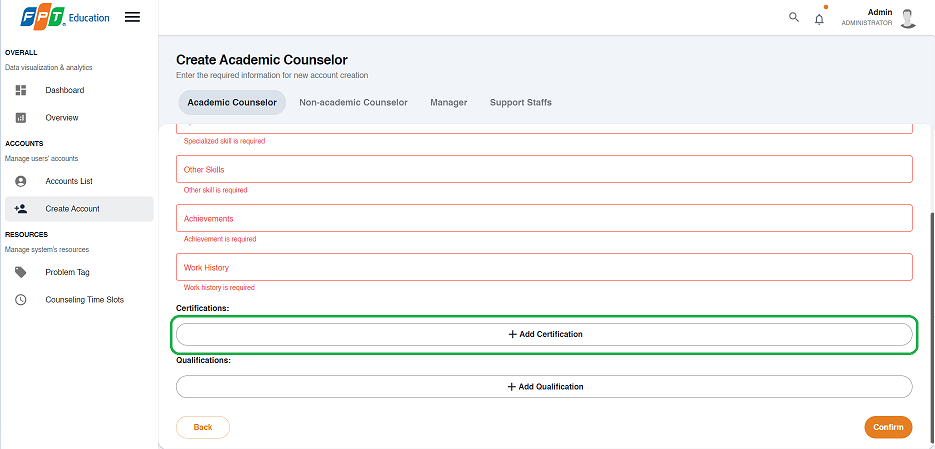 FPT Education
Admin
ADMINISTRATOR
OVERALL
Data visualization & analytics
Dashboard
Overview
ACCOUNTS
Manage users' accounts
Accounts List
Create Account
RESOURCES
Manage system's resources
Problem Tag
Counseling Time Slots
Create Academic Counselor
Enter the required information for new account creation
Academic Counselor Non-academic Counselor Manager Support Staffs
Specialized skill is required
Other Skills
Other skill is required
Achievements
Achievement is required
Work History
Work history is required
Certifications:
+ Add Certification
Qualifications:
+ Add Qualification
Back Confirm